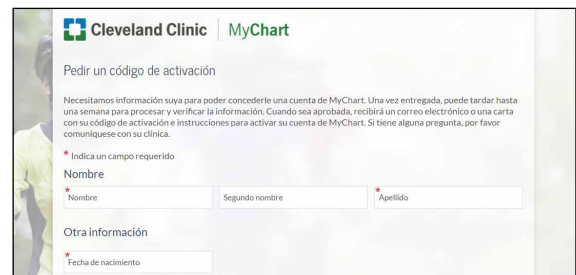 Cleveland Clinic MyChart
Pedir un código de activación
Necesitamos información suya para poder concederle una cuenta de MyChart. Una vez entregada, puede tardar hasta
una semana para procesar y verificar la información. Cuando sea aprobada, recibirá un correo electrónico o una carta
con su código de activación e instrucciones para activar su cuenta de MyChart. Si tiene alguna pregunta, por favor
comuníquese con su clínica.
* Indica un campo requerido
Nombre
* Nombre Segundo nombre * Apellido
Otra información
* Fecha de nacimiento